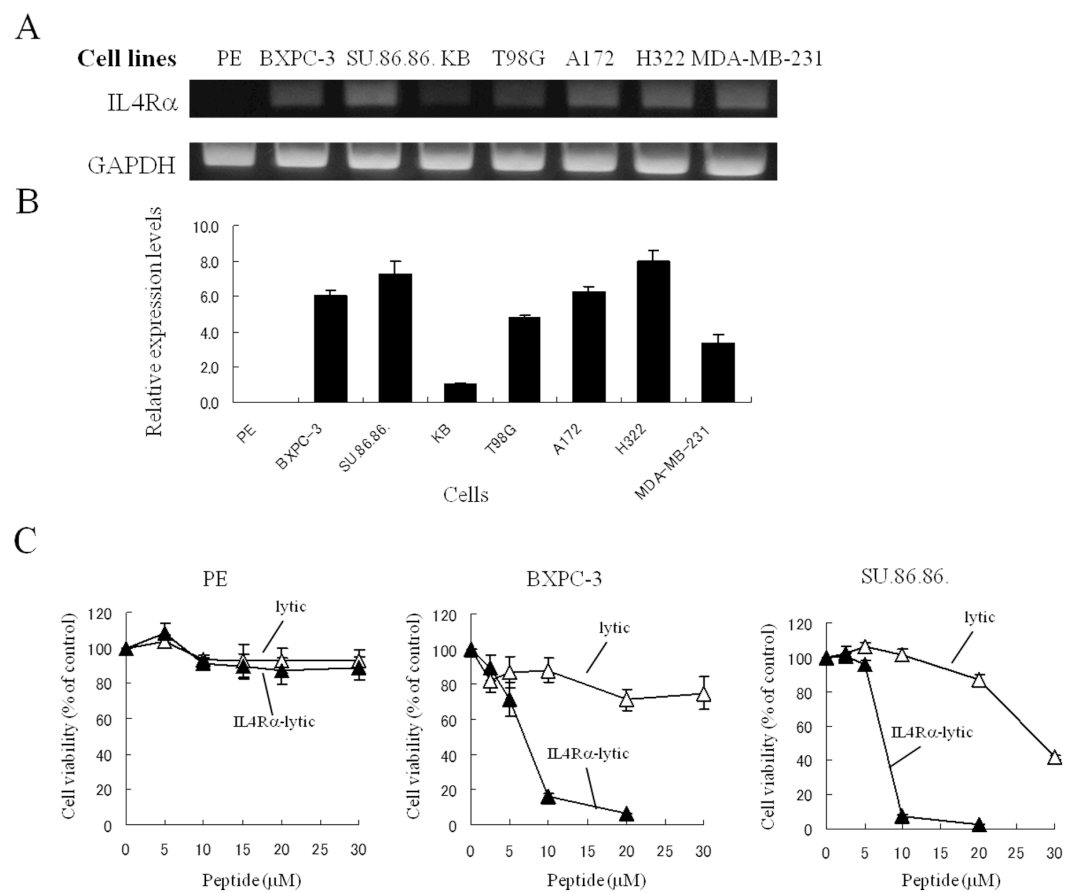 A
Cell lines PE BXPC-3 SU.86.86. KB T98G A172 H322 MDA-MB-231
IL4Rα
GAPDH
B
Relative expression levels
10.0
8.0
6.0
4.0
2.0
0.0
PE BXPC-3 SU.86.86. KB T98G A172 H322 MDA-MB-231
Cells
C
PE
Cell viability (% of control)
120
100
80
60
40
20
0
lytic
IL4Rα-lytic
0 5 10 15 20 25 30
Peptide (μM)
BXPC-3
Cell viability (% of control)
120
100
80
60
40
20
0
lytic
IL4Rα-lytic
0 5 10 15 20 25 30
Peptide (μM)
SU.86.86.
Cell viability (% of control)
120
100
80
60
40
20
0
lytic
IL4Rα-lytic
0 5 10 15 20 25 30
Peptide (μM)